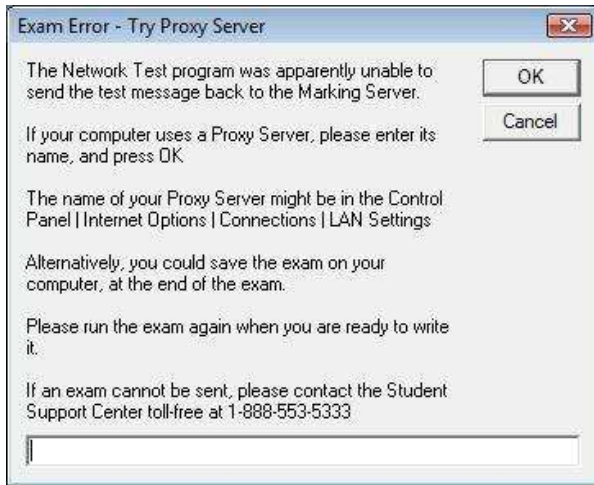 Exam Error - Try Proxy Server
The Network Test program was apparently unable to
send the test message back to the Marking Server.
OK
Cancel
If your computer uses a Proxy Server, please enter its
name, and press OK
The name of your Proxy Server might be in the Control
Panel | Internet Options | Connections | LAN Settings
Alternatively, you could save the exam on your
computer, at the end of the exam.
Please run the exam again when you are ready to write
it.
If an exam cannot be sent, please contact the Student
Support Center toll-free at 1-888-553-5333